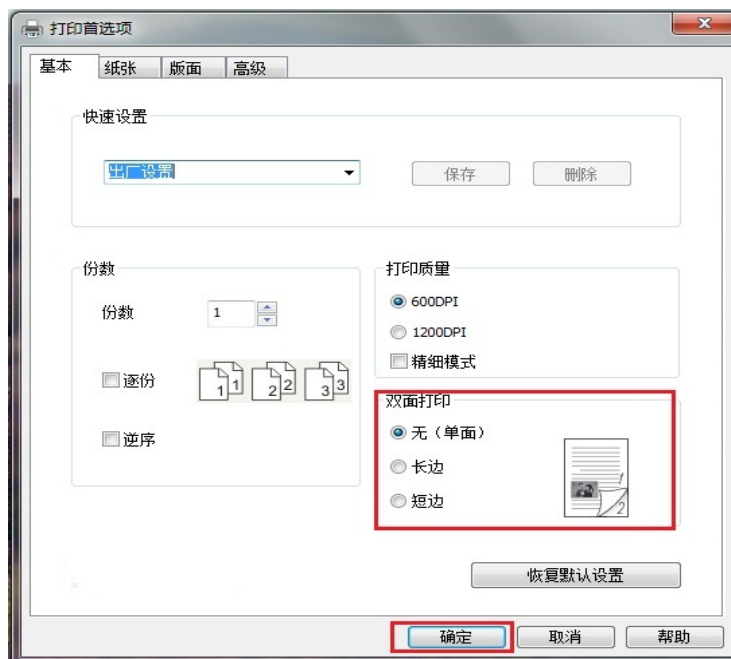 打印首选项
基本 纸张 版面 高级
快速设置
出厂设置
保存 删除
份数
份数 1
逐份 1 1 2 2 3 3
逆序
打印质量
600DPI
1200DPI
精细模式
双面打印
无（单面）
长边
短边
1
2
恢复默认设置
确定 取消 帮助